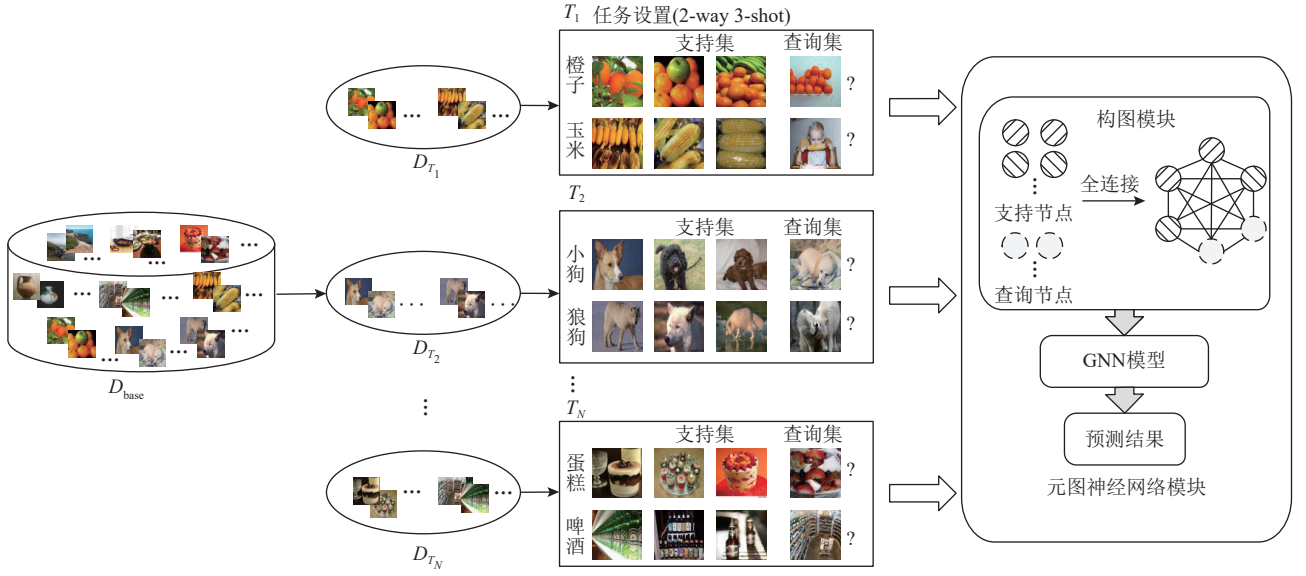 T1 任务设置(2-way 3-shot)
支持集 查询集
橙子 ?
玉米 ?
DT1
T2
支持集 查询集
小狗 ?
狼狗 ?
DT2
Dbase
⋮
⋮
TN
支持集 查询集
蛋糕 ?
啤酒 ?
DTN
构图模块
全连接
支持节点
查询节点
GNN模型
预测结果
元图神经网络模块